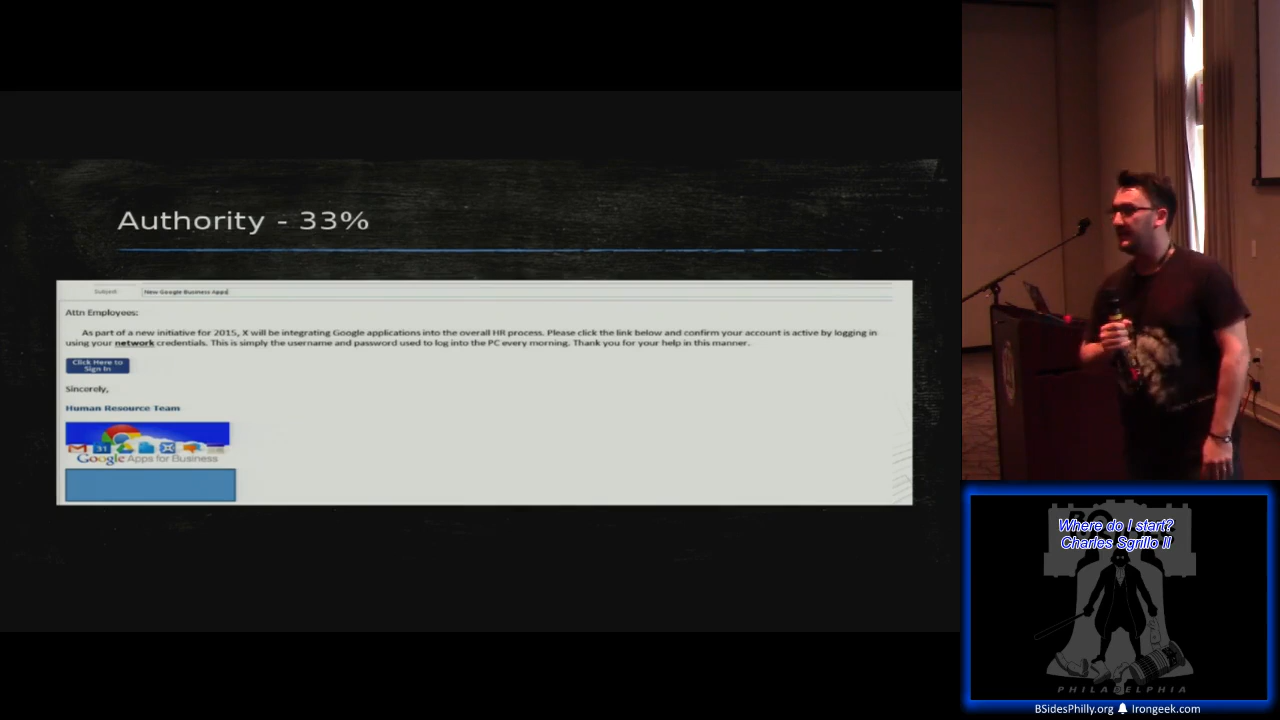 Authority - 33%
Subject:
New Google Business Apps
Attn Employees:
As part of a new initiative for 2015, X will be integrating Google applications into the overall HR process. Please click the link below and confirm your account is active by logging in
using your network credentials. This is simply the username and password used to log into the PC every morning. Thank you for your help in this manner.
Click Here to
Sign In
Sincerely,
Human Resource Team
31
Google Apps for Business
Where do I start?
Charles Sgrillo II
PHILADELPHIA
BSidesPhilly.org Irongeek.com